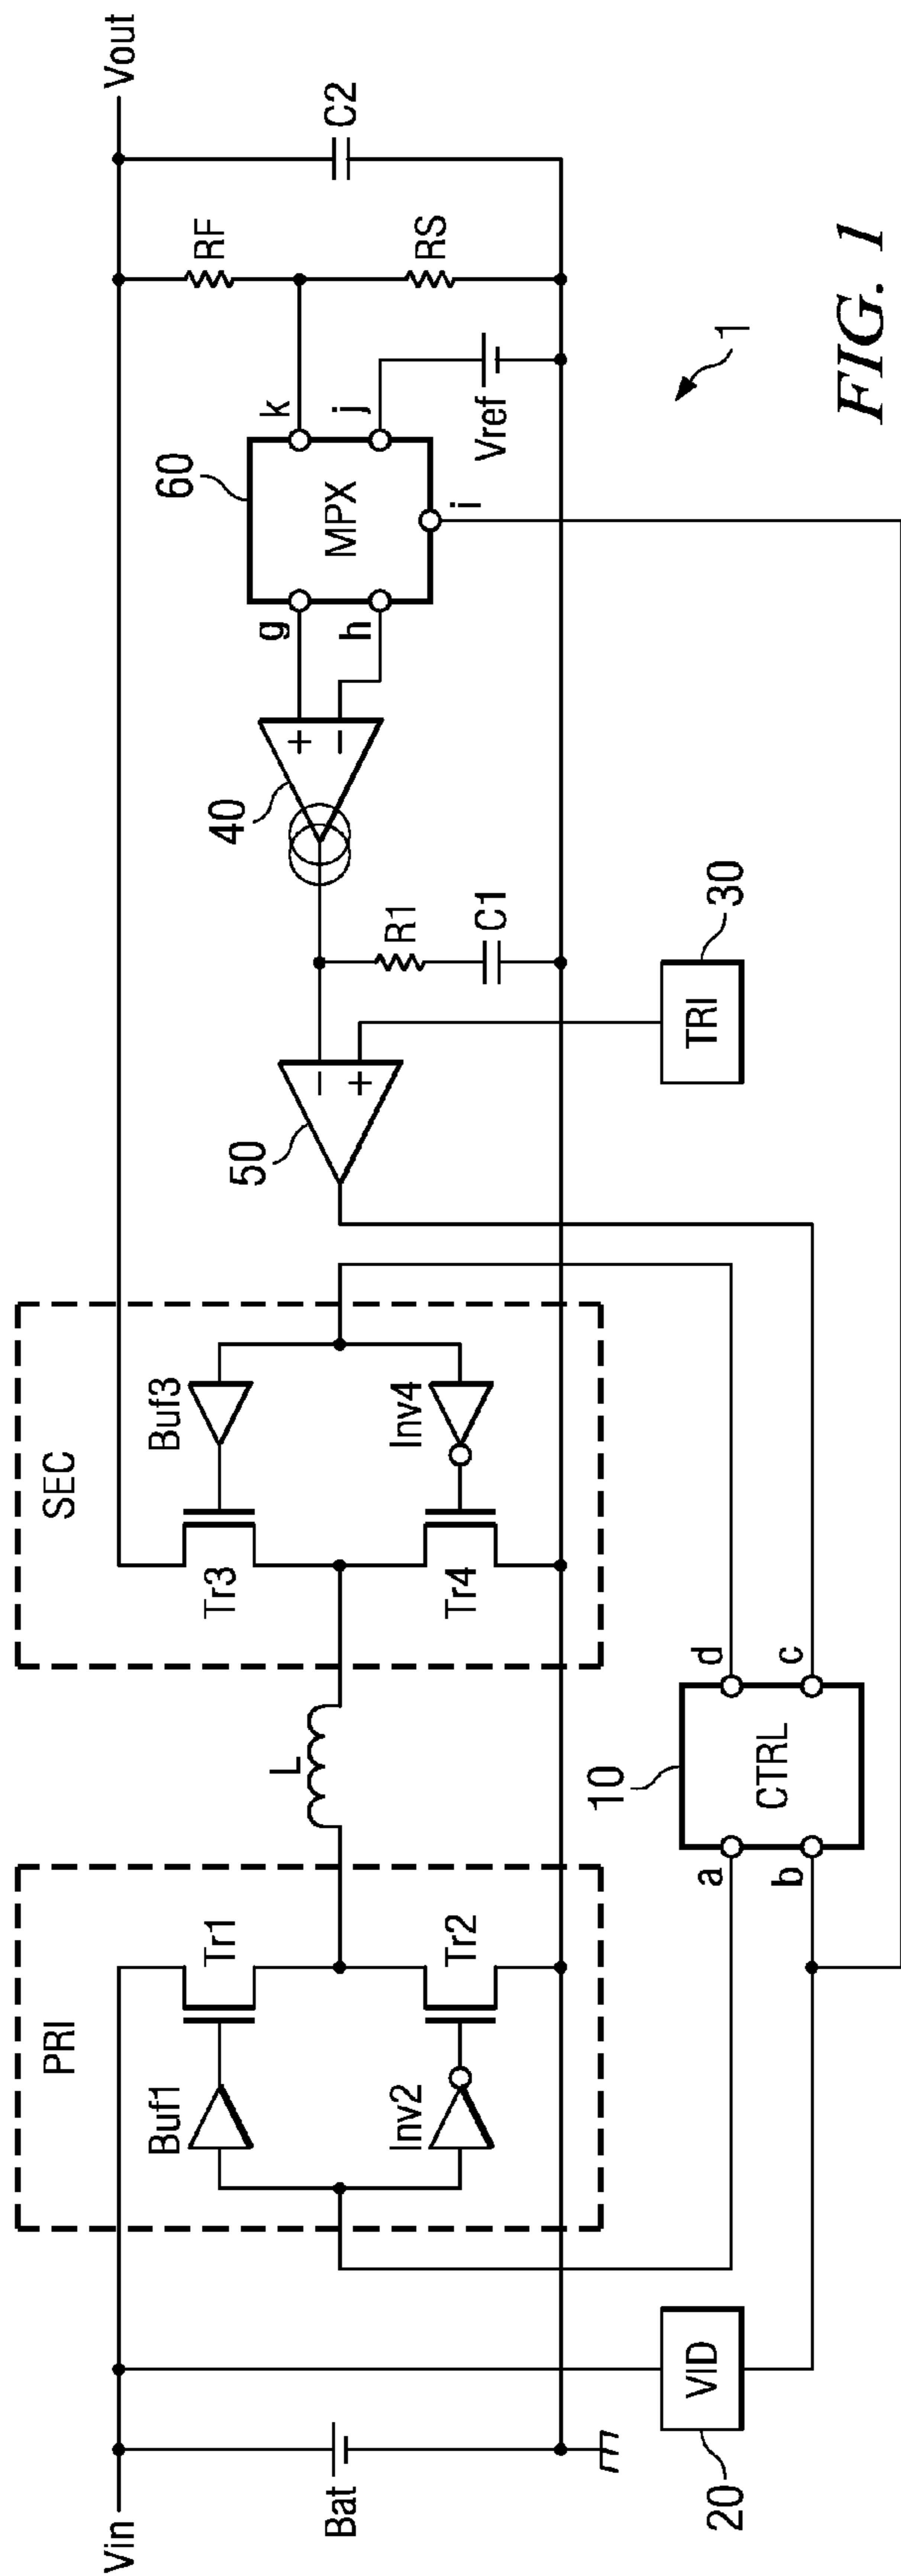 Vin
Bat
20
VID
PRI
Buf1
Inv2
Tr1
Tr2
L
10
CTRL
a
b
d
c
SEC
Tr3
Tr4
Buf3
Inv4
50
−
+
TRI
30
R1
C1
40
+
−
g
h
60
MPX
i
k
j
Vref
RF
RS
C2
Vout
1
FIG. 1